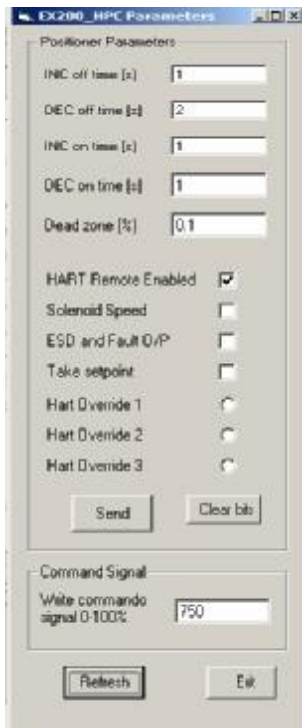 EX200_HPC Parameters
Positioner Parameters
INC off time [s] 1
DEC off time [s] 2
INC on time [s] 1
DEC on time [s] 1
Dead zone [%] 0.1
HART Remote Enabled
Solenoid Speed
ESD and Fault O/P
Take setpoint
Hart Override 1
Hart Override 2
Hart Override 3
Send Clear bits
Command Signal
Write commando
signal 0-100% 750
Refresh Exit